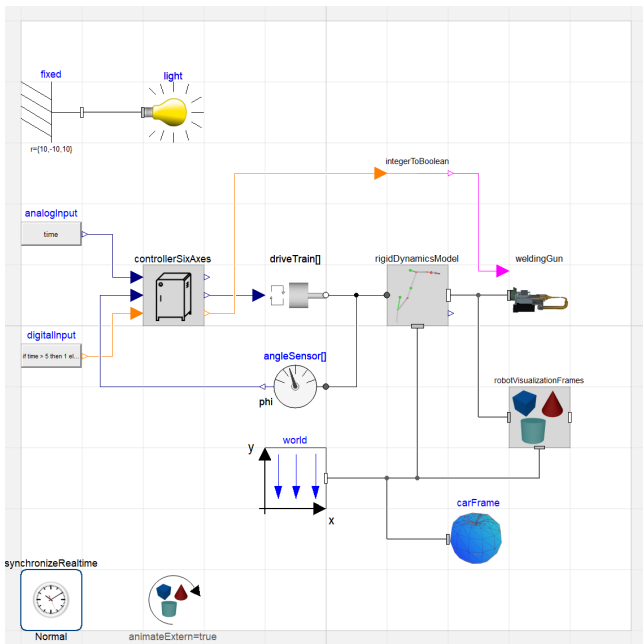 fixed
light
r={10,-10,10}
integerToBoolean
analogInput
time
controllerSixAxes
driveTrain[]
rigidDynamicsModel
weldingGun
digitalInput
if time > 5 then 1 el...
angleSensor[]
phi
robotVisualizationFrames
y
world
x
carFrame
synchronizeRealtime
Normal
animateExtern=true